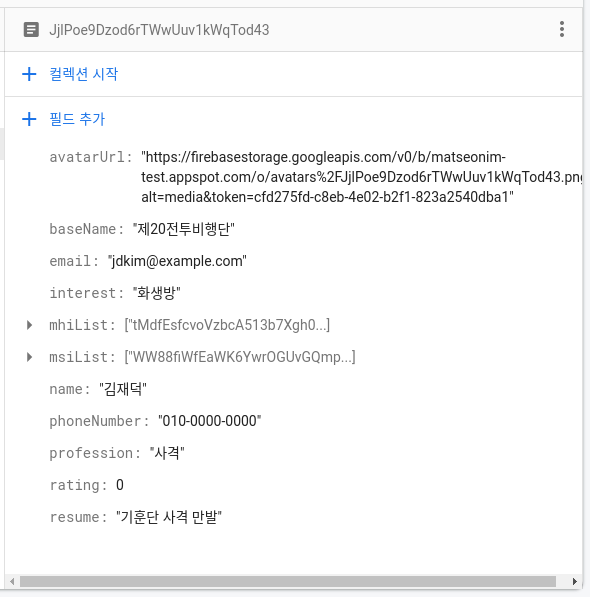 JjlPoe9Dzod6rTWwUuv1kWqTod43
컬렉션 시작
필드 추가
avatarUrl: "https://firebasestorage.googleapis.com/v0/b/matseonim-
test.appspot.com/o/avatars%2FJjlPoe9Dzod6rTWwUuv1kWqTod43.png
alt=media&token=cfd275fd-c8eb-4e02-b2f1-823a2540dba1"
baseName: "제20전투비행단"
email: "jdkim@example.com"
interest: "화생방"
mhiList: ["tMdfEsfcvoVzbcA513b7Xgh0...]
msiList: ["WW88fiWfEaWK6YwrOGUvGQmp...]
name: "김재덕"
phoneNumber: "010-0000-0000"
profession: "사격"
rating: 0
resume: "기훈단 사격 만발"